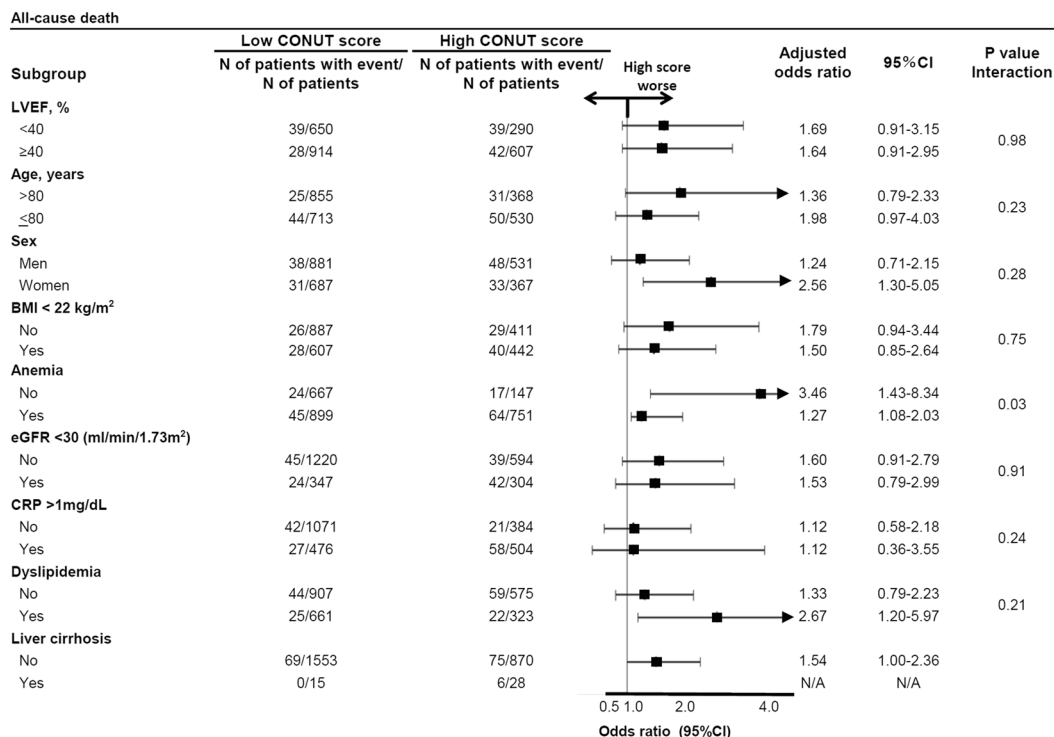 All-cause death
Low CONUT score High CONUT score
Subgroup N of patients with event/ N of patients N of patients with event/ N of patients High score worse Adjusted odds ratio 95%CI P value Interaction
LVEF, %
<40 39/650 39/290 1.69 0.91-3.15
0.98
≥40 28/914 42/607 1.64 0.91-2.95
Age, years
>80 25/855 31/368 1.36 0.79-2.33
0.23
≤80 44/713 50/530 1.98 0.97-4.03
Sex
Men 38/881 48/531 1.24 0.71-2.15
0.28
Women 31/687 33/367 2.56 1.30-5.05
BMI < 22 kg/m²
No 26/887 29/411 1.79 0.94-3.44
0.75
Yes 28/607 40/442 1.50 0.85-2.64
Anemia
No 24/667 17/147 3.46 1.43-8.34
0.03
Yes 45/899 64/751 1.27 1.08-2.03
eGFR <30 (ml/min/1.73m²)
No 45/1220 39/594 1.60 0.91-2.79
0.91
Yes 24/347 42/304 1.53 0.79-2.99
CRP >1mg/dL
No 42/1071 21/384 1.12 0.58-2.18
0.24
Yes 27/476 58/504 1.12 0.36-3.55
Dyslipidemia
No 44/907 59/575 1.33 0.79-2.23
0.21
Yes 25/661 22/323 2.67 1.20-5.97
Liver cirrhosis
No 69/1553 75/870 1.54 1.00-2.36
Yes 0/15 6/28 N/A N/A
0.5 1.0 2.0 4.0
Odds ratio (95%CI)